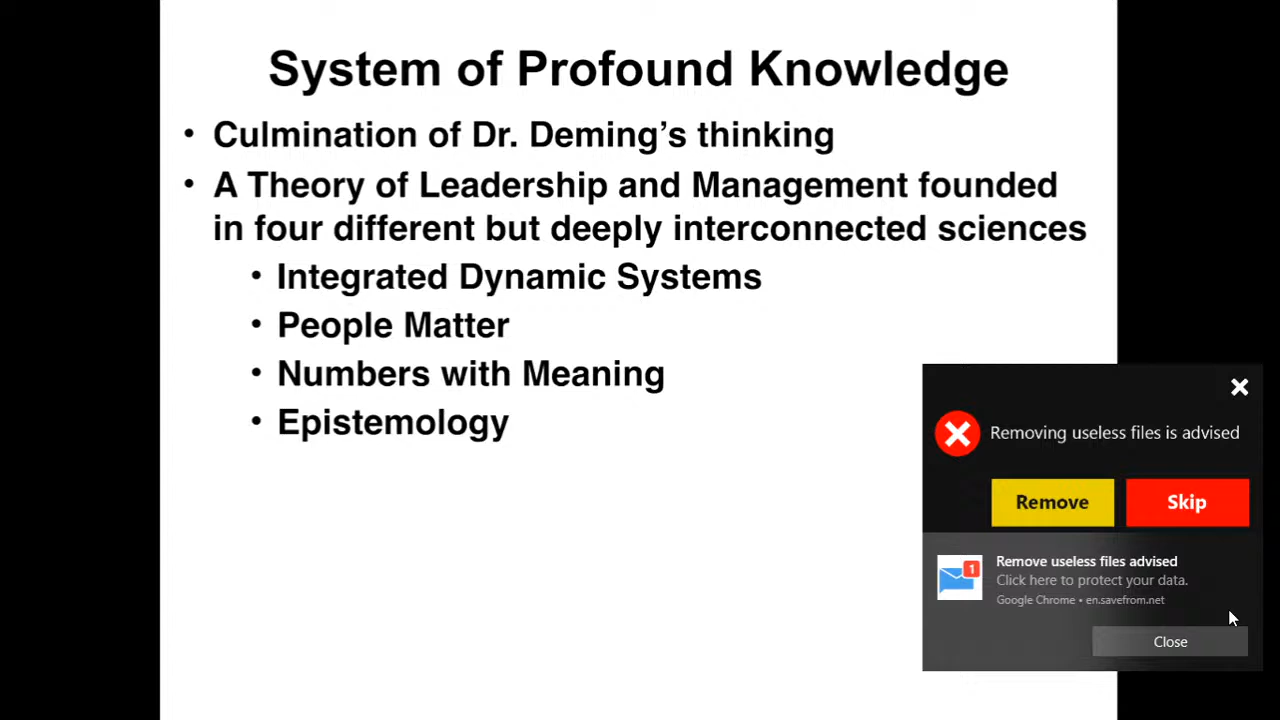 System of Profound Knowledge
• Culmination of Dr. Deming’s thinking
• A Theory of Leadership and Management founded
in four different but deeply interconnected sciences
• Integrated Dynamic Systems
• People Matter
• Numbers with Meaning
• Epistemology
Removing useless files is advised
Remove Skip
1
Remove useless files advised
Click here to protect your data.
Google Chrome • en.savefrom.net
Close